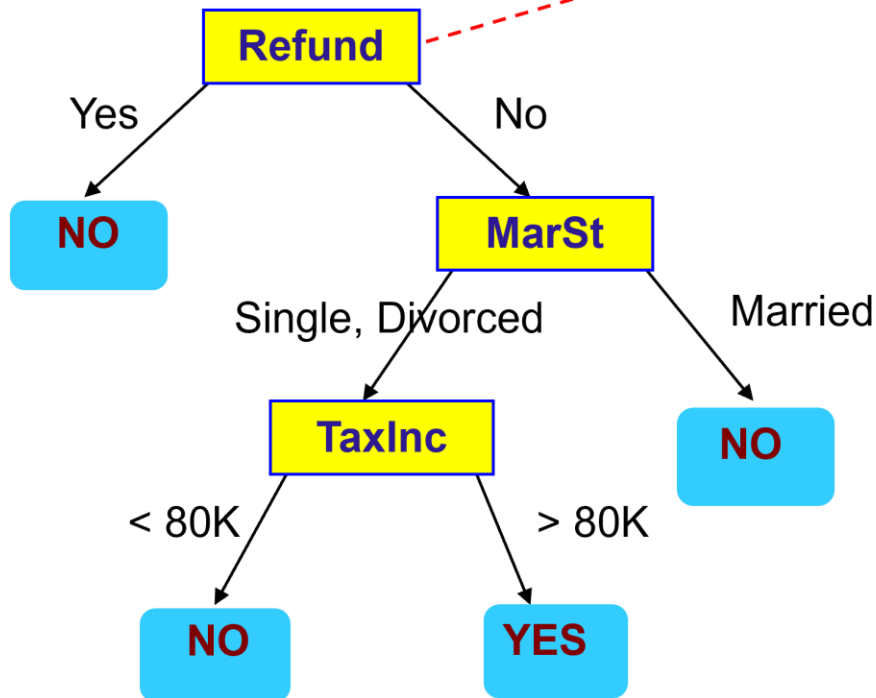 Refund
Yes
No
NO
MarSt
Single, Divorced
Married
TaxInc
NO
< 80K
> 80K
NO
YES